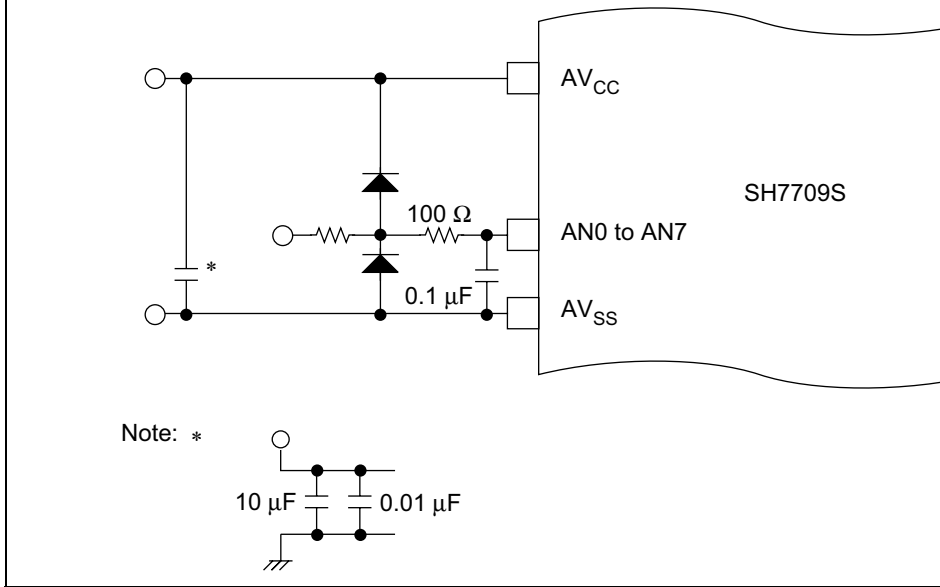 AVCC
SH7709S
100 Ω
AN0 to AN7
*
0.1 μF
AVSS
Note: *
10 μF 0.01 μF